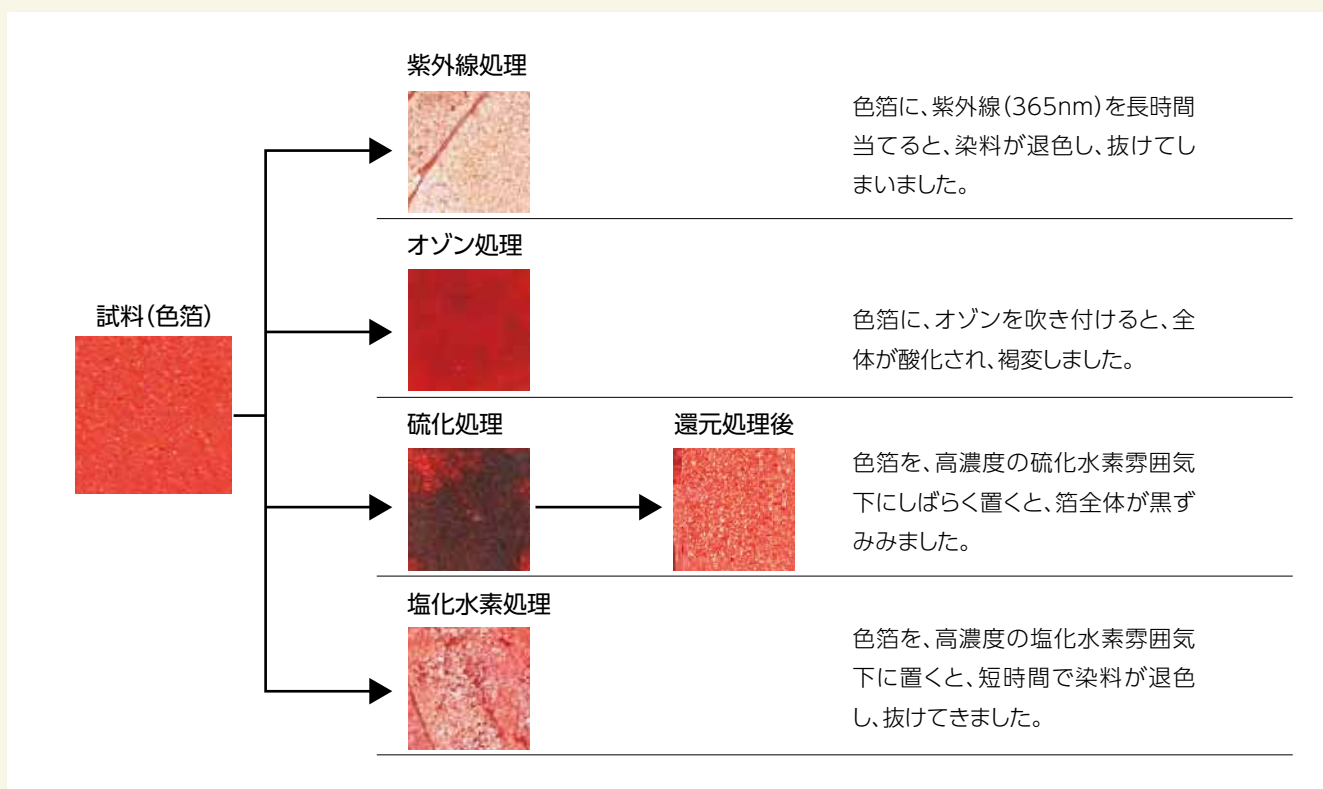 試料(色箔)
紫外線処理
色箔に、紫外線(365nm)を長時間
当てると、染料が退色し、抜けてし
まいました。
オゾン処理
色箔に、オゾンを吹き付けると、全
体が酸化され、褐変しました。
硫化処理
還元処理後
色箔を、高濃度の硫化水素雰囲気
下にしばらく置くと、箔全体が黒ず
みみました。
塩化水素処理
色箔を、高濃度の塩化水素雰囲気
下に置くと、短時間で染料が退色
し、抜けてきました。